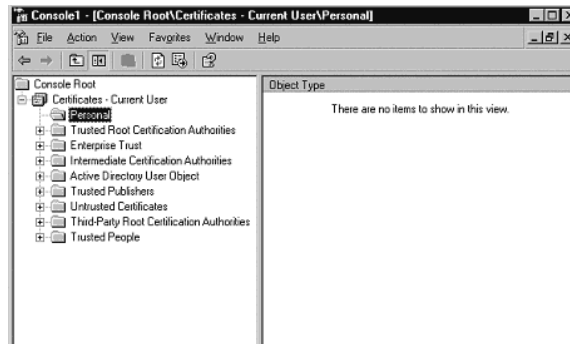 Console1 - [Console Root\Certificates - Current User\Personal]
File Action View Favorites Window Help
Console Root
Certificates - Current User
Personal
Trusted Root Certification Authorities
Enterprise Trust
Intermediate Certification Authorities
Active Directory User Object
Trusted Publishers
Untrusted Certificates
Third-Party Root Certification Authorities
Trusted People
Object Type
There are no items to show in this view.